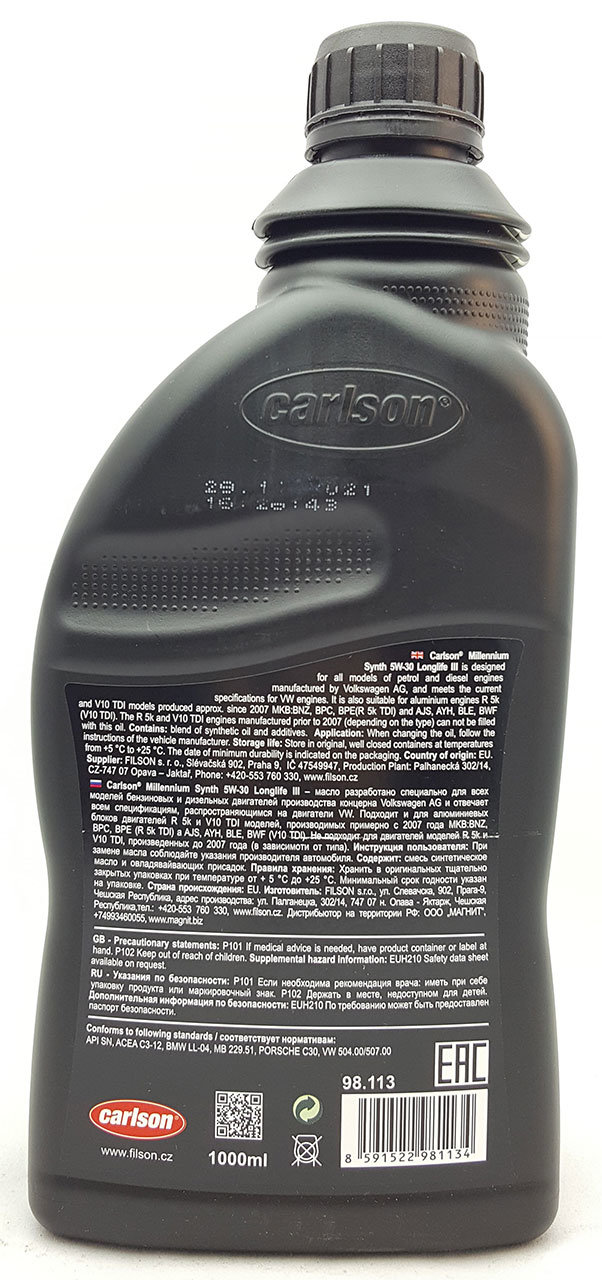 carlson®
021
Carlson® Millennium
Synth 5W-30 Longlife III is designed
for all models of petrol and diesel engines
manufactured by Volkswagen AG, and meets the current
specifications for VW engines. It is also suitable for aluminium engines R 5k
and V10 TDI models produced approx. since 2007 MKB:BNZ, BPC, BPE(R 5k TDI) and AJS, AYH, BLE, BWF
(V10 TDI). The R 5k and V10 TDI engines manufactured prior to 2007 (depending on the type) can not be filled
with this oil. Contains: blend of synthetic oil and additives. Application: When changing the oil, follow the
instructions of the vehicle manufacturer. Storage life: Store in original, well closed containers at temperatures
from +5 °C to +25 °C. The date of minimum durability is indicated on the packaging. Country of origin: EU.
Supplier: FILSON s. r. o., Slévačská 902, Praha 9, IČ 47549947, Production Plant: Palhanecká 302/14,
CZ-747 07 Opava – Jaktař, Phone: +420-553 760 330, www.filson.cz
Carlson® Millennium Synth 5W-30 Longlife III – масло разработано специально для всех
моделей бензиновых и дизельных двигателей производства концерна Volkswagen AG и отвечает
всем спецификациям, распространяющимся на двигатели VW. Подходит и для алюминиевых
блоков двигателей R 5k и V10 TDI моделей, производимых примерно с 2007 года MKB:BNZ,
BPC, BPE (R 5k TDI) a AJS, AYH, BLE, BWF (V10 TDI). Не подходит для двигателей моделей R 5k и
V10 TDI, произведенных до 2007 года (в зависимости от типа). Инструкция пользователя: При
замене масла соблюдайте указания производителя автомобиля. Содержит: смесь синтетическое
масло и овладявайищих присадок. Правила хранения: Хранить в оригинальных тщательно
закрытых упаковках при температуре от + 5 °C до +25 °C. Минимальный срок годности указан
на упаковке. Страна происхождения: EU. Изготовитель: FILSON s.r.o., ул. Слевачска, 902, Прага-9,
Чешская Республика, адрес производства: ул. Палганецка, 302/14, 747 07 н. Опава - Яктарж, Чешская
Республика,тел.: +420-553 760 330, www.filson.cz. Дистрибьютор на территории РФ: ООО „МАГНИТ",
+74993460055, www.magnit.biz
GB - Precautionary statements: P101 If medical advice is needed, have product container or label at
hand. P102 Keep out of reach of children. Supplemental hazard information: EUH210 Safety data sheet
available on request.
RU - Указания по безопасности: P101 Если необходима рекомендация врача: иметь при себе
упаковку продукта или маркировочный знак. P102 Держать в месте, недоступном для детей.
Дополнительная информация по безопасности: EUH210 По требованию может быть предоставлен
паспорт безопасности.
Conforms to following standards / соответствует нормативам:
API SN, ACEA C3-12, BMW LL-04, MB 229.51, PORSCHE C30, VW 504.00/507.00
EAC
98.113
carlson®
www.filson.cz
1000ml
8 591522 981134